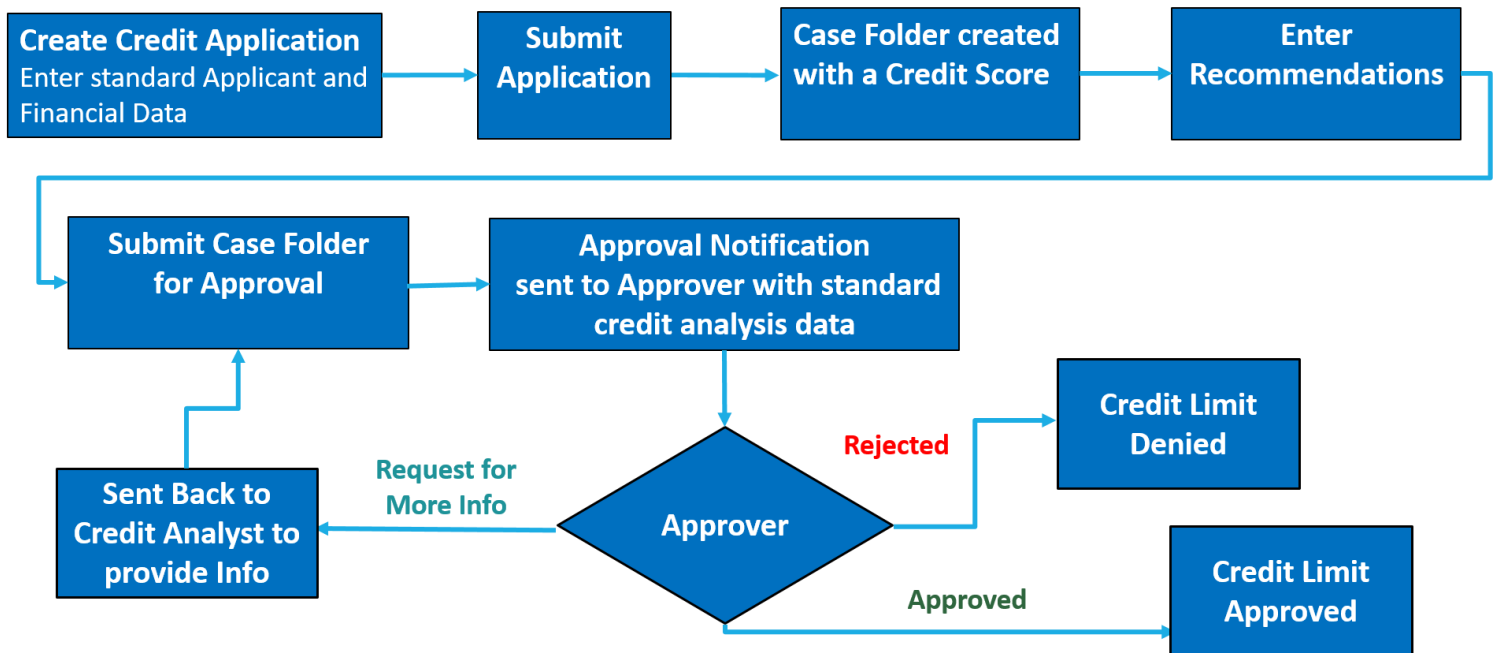 Create Credit Application
Enter standard Applicant and
Financial Data
Submit
Application
Case Folder created
with a Credit Score
Enter
Recommendations
Submit Case Folder
for Approval
Approval Notification
sent to Approver with standard
credit analysis data
Credit Limit
Denied
Rejected
Request for
More Info
Sent Back to
Credit Analyst to
provide Info
Approver
Approved
Credit Limit
Approved